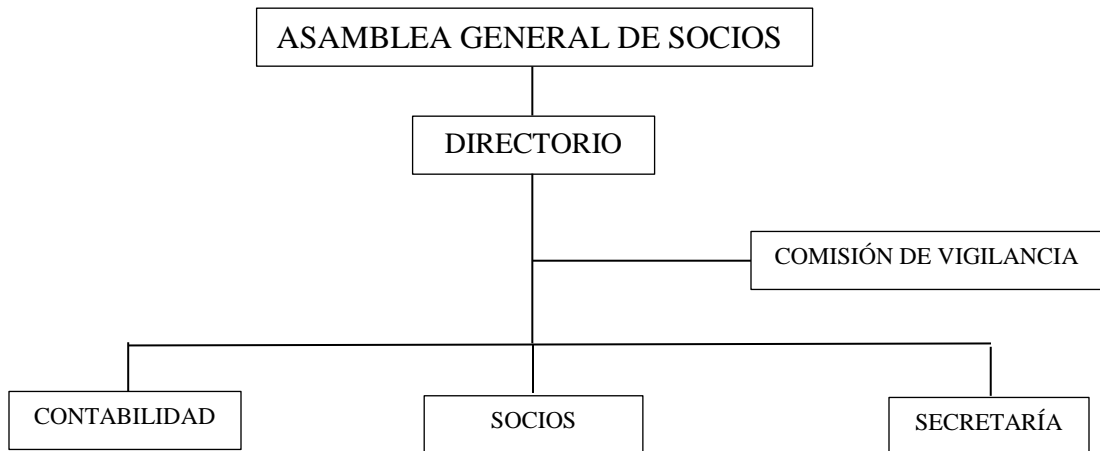 ASAMBLEA GENERAL DE SOCIOS
DIRECTORIO
COMISIÓN DE VIGILANCIA
CONTABILIDAD
SOCIOS
SECRETARÍA